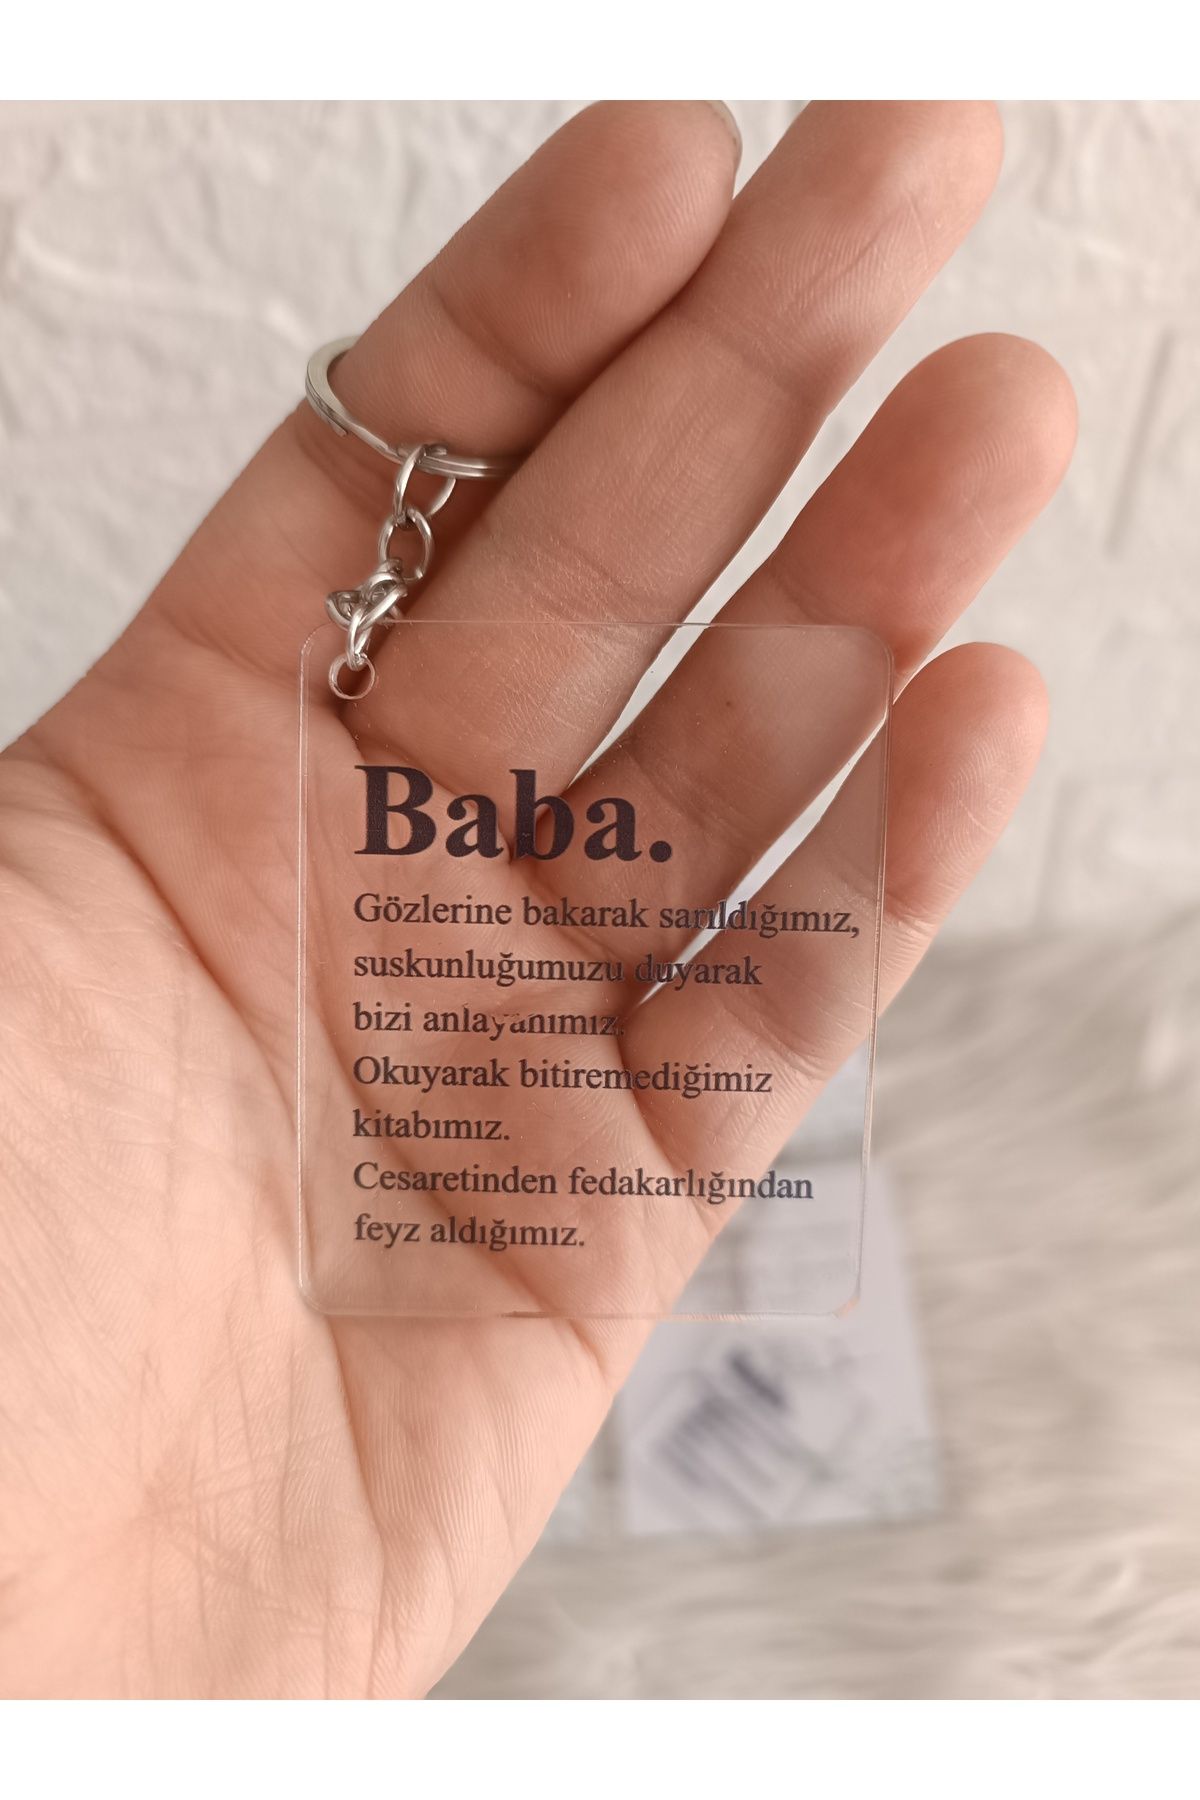 Baba.
Gözlerine bakarak sarıldığımız,
suskunluğumuzu duyarak
bizi anlayanımız.
Okuyarak bitiremediğimiz
kitabımız.
Cesaretinden fedakarlığından
feyz aldığımız.